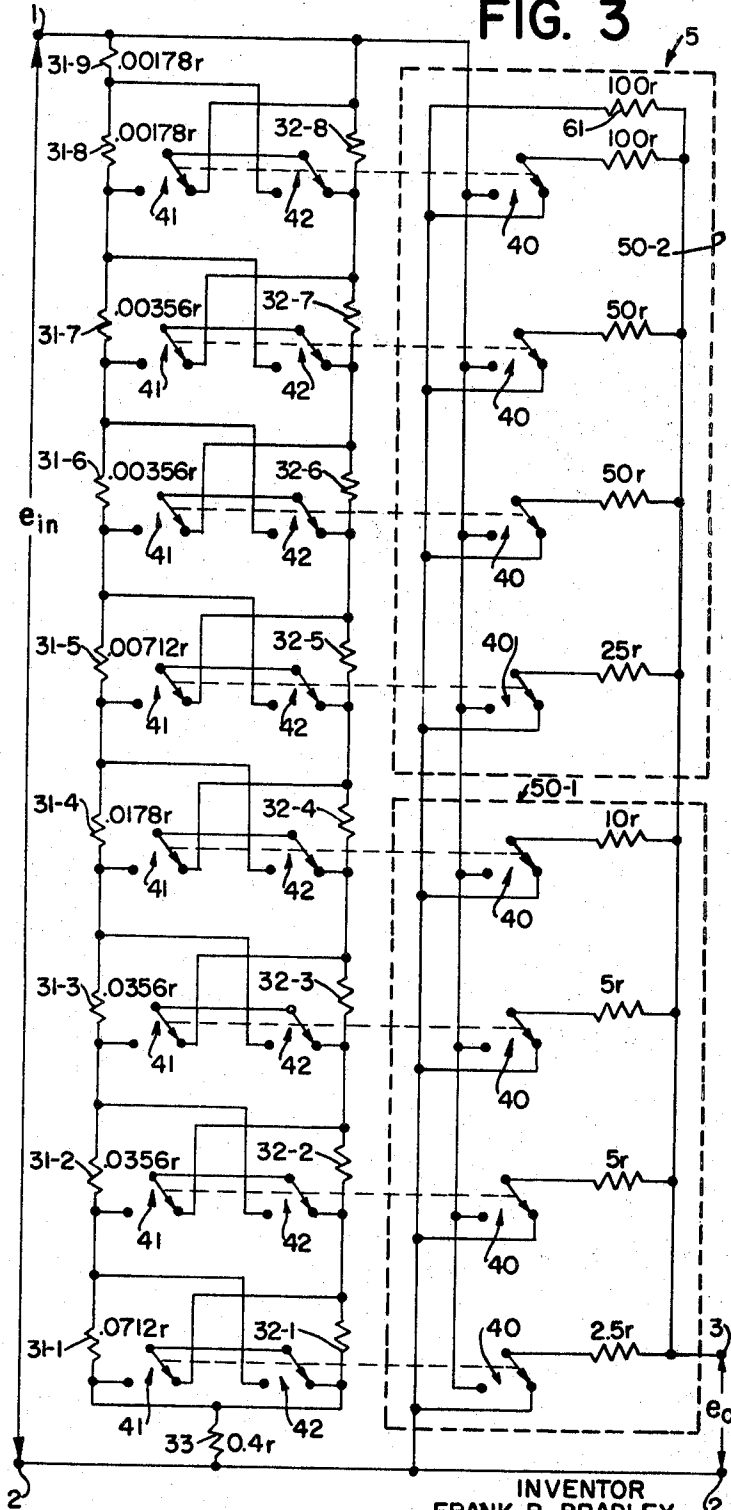 FIG. 3
1
5
31-9 .00178r
100r
61
31-8 .00178r 32-8 100r
41 42 40
50-2
31-7 .00356r 32-7 50r
41 42 40
31-6 .00356r 32-6 50r
ein
41 42 40
31-5 .00712r 32-5 40 25r
41 42
50-1
31-4 .0178r 32-4 10r
41 42 40
31-3 .0356r 32-3 5r
41 42 40
31-2 .0356r 32-2 5r
41 42 40
31-1 .0712r 32-1 40 2.5r 3
41 42
eo
33 0.4r
2 2
INVENTOR
FRANK R. BRADLEY